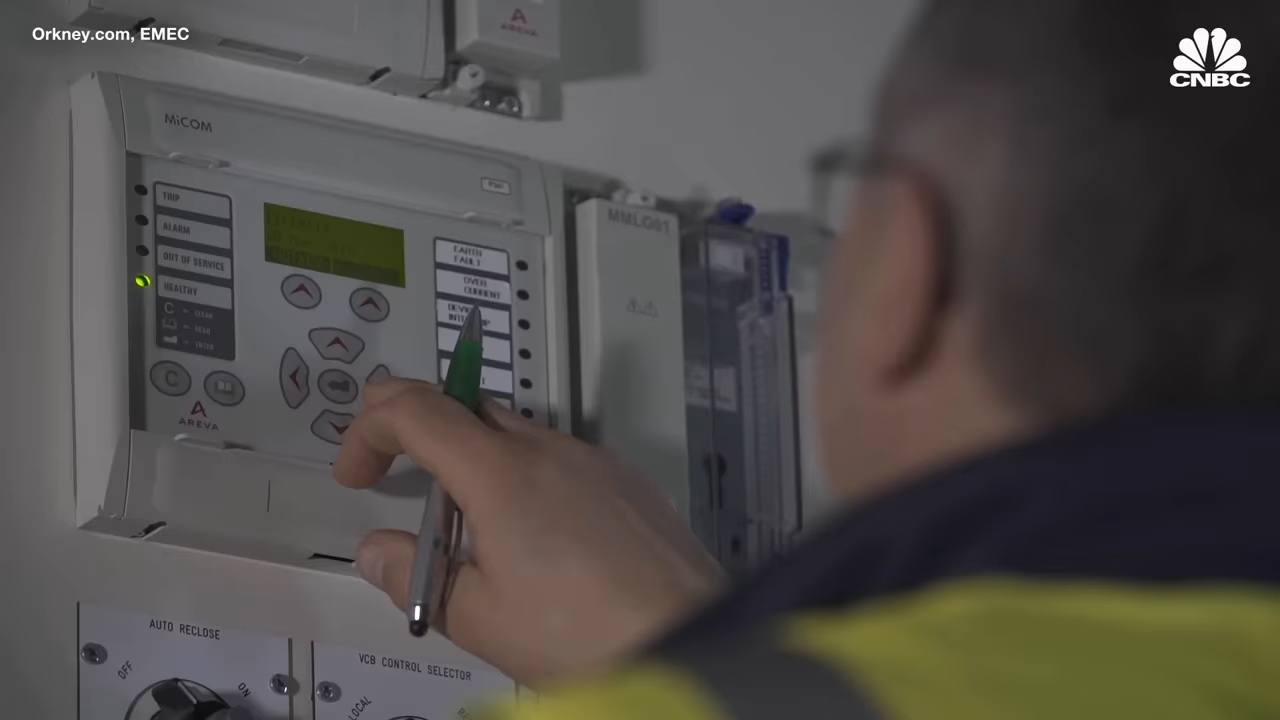 Orkney.com, EMEC
AREVA
CNBC
MiCOM
TRIP
ALARM
OUT OF SERVICE
HEALTHY
C = CLEAR
= READ
= ENTER
C
AREVA
EARTH
FAULT
OVER
CURRENT
MMLG01
AUTO RECLOSE
OFF
ON
VCB CONTROL SELECTOR
LOCAL